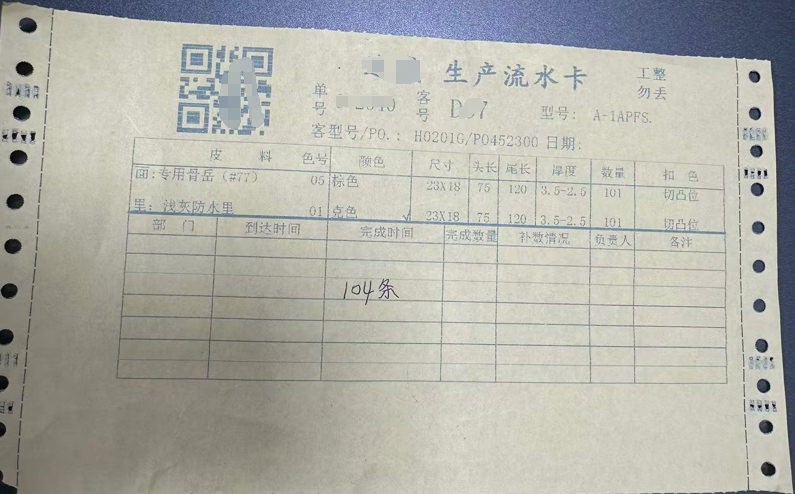 生产流水卡 工整
勿丢
单号 客号 型号: A-1APFS.
客型号/PO.: H0201G/PO452300 日期:
皮 料 色号 颜色 尺寸 头长 尾长 厚度 数量 扣 色
面:专用骨岳(#77) 05 棕色 23X18 75 120 3.5-2.5 101 切凸位
里: 浅灰防水里 01 克色 √ 23X18 75 120 3.5-2.5 101 切凸位
部 门 到达时间 完成时间 完成数量 补数情况 负责人 备注
104条